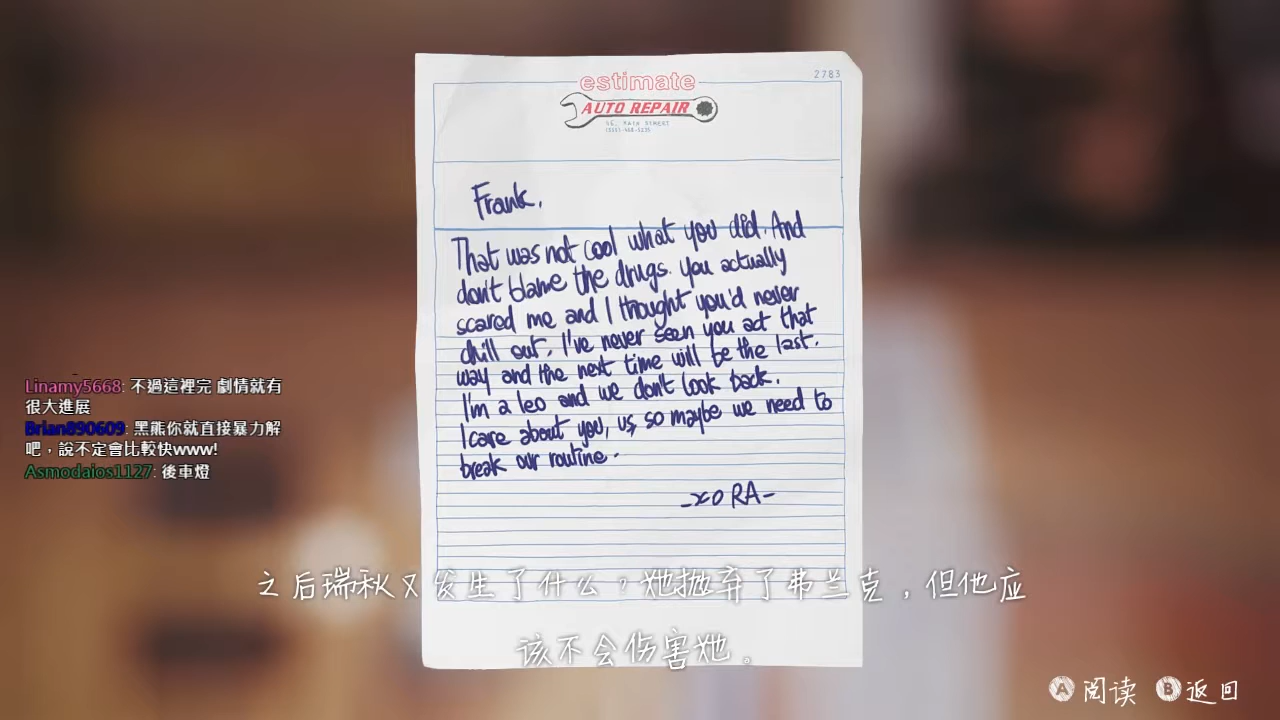 estimate
2783
AUTO REPAIR
Frank,
That was not cool what you did. And
don't blame the drugs. You actually
scared me and I thought you'd never
chill out. I've never seen you act that
way and the next time will be the last.
I'm a leo and we don't look back.
I care about you, us, so maybe we need to
break our routine.
-xo RA-
Linamy5668: 不過這裡完 劇情就有
很大進展
Brian890609: 黑熊你就直接暴力解
吧，說不定會比較快www!
Asmodaios1127: 後車燈
之后瑞秋又发生了什么，她抛弃了弗兰克，但他应
该不会伤害她。
A 阅读 B 返回